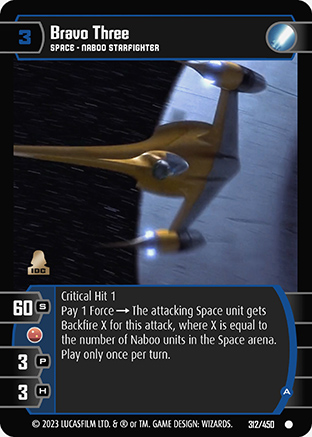 3
Bravo Three
SPACE - NABOO STARFIGHTER
IDC
60 S
3 P
3 H
Critical Hit 1
Pay 1 Force → The attacking Space unit gets
Backfire X for this attack, where X is equal to
the number of Naboo units in the Space arena.
Play only once per turn.
A
© 2023 LUCASFILM LTD. & ® or TM. GAME DESIGN: WIZARDS. 312/450